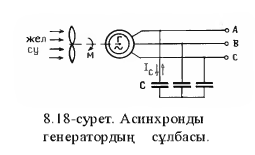 жел
су
М
Г
~
A
B
C
I_C
C
8.18-сурет. Асинхронды
генератордың сұлбасы.